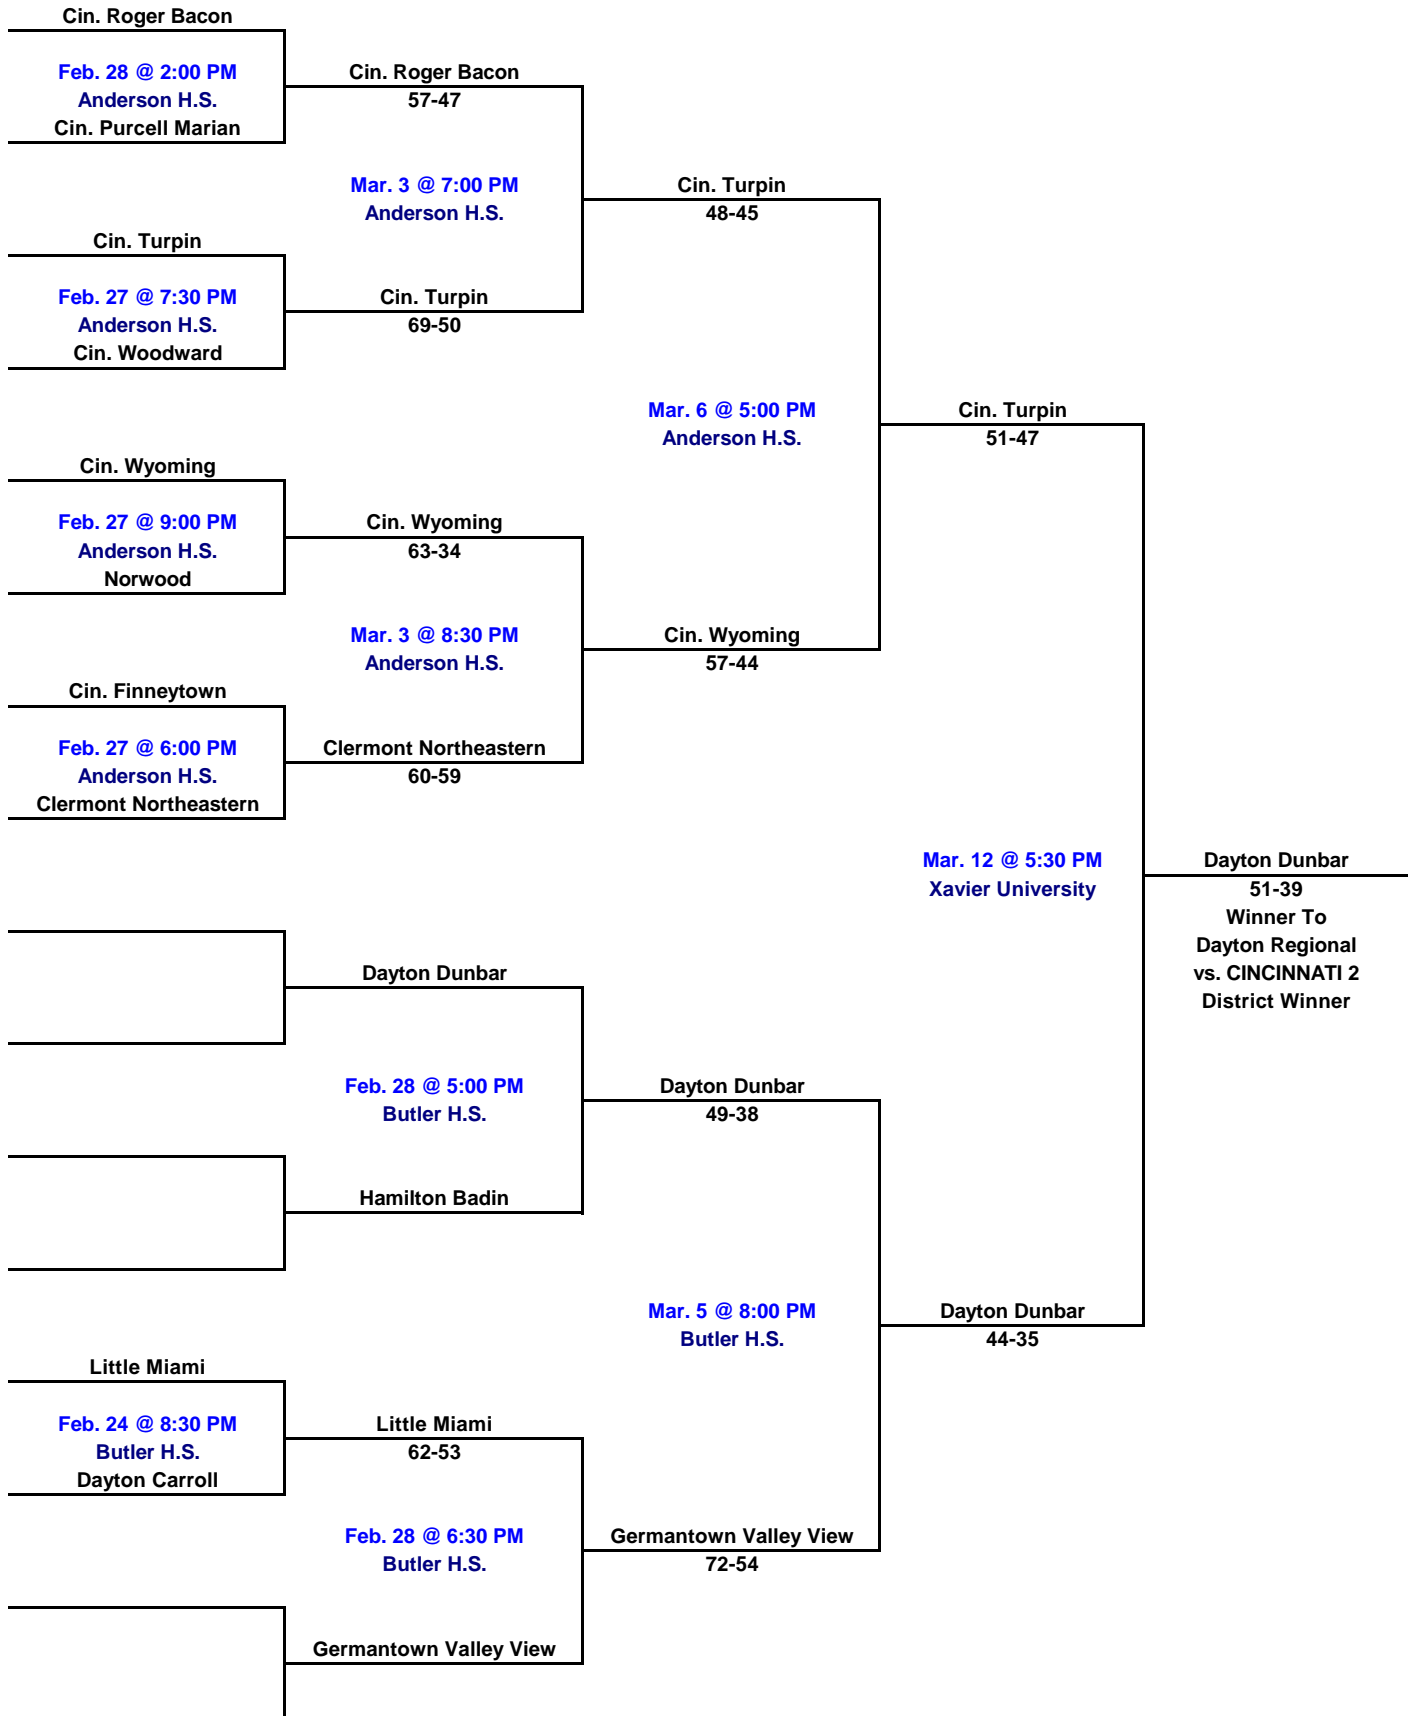 Cin. Roger Bacon
Feb. 28 @ 2:00 PM
Anderson H.S.
Cin. Purcell Marian
Cin. Roger Bacon
57-47
Mar. 3 @ 7:00 PM
Anderson H.S.
Cin. Turpin
48-45
Cin. Turpin
Feb. 27 @ 7:30 PM
Anderson H.S.
Cin. Woodward
Cin. Turpin
69-50
Mar. 6 @ 5:00 PM
Anderson H.S.
Cin. Turpin
51-47
Cin. Wyoming
Feb. 27 @ 9:00 PM
Anderson H.S.
Norwood
Cin. Wyoming
63-34
Mar. 3 @ 8:30 PM
Anderson H.S.
Cin. Wyoming
57-44
Cin. Finneytown
Feb. 27 @ 6:00 PM
Anderson H.S.
Clermont Northeastern
Clermont Northeastern
60-59
Mar. 12 @ 5:30 PM
Xavier University
Dayton Dunbar
51-39
Winner To
Dayton Regional
vs. CINCINNATI 2
District Winner
Dayton Dunbar
Feb. 28 @ 5:00 PM
Butler H.S.
Dayton Dunbar
49-38
Hamilton Badin
Mar. 5 @ 8:00 PM
Butler H.S.
Dayton Dunbar
44-35
Little Miami
Feb. 24 @ 8:30 PM
Butler H.S.
Dayton Carroll
Little Miami
62-53
Feb. 28 @ 6:30 PM
Butler H.S.
Germantown Valley View
72-54
Germantown Valley View